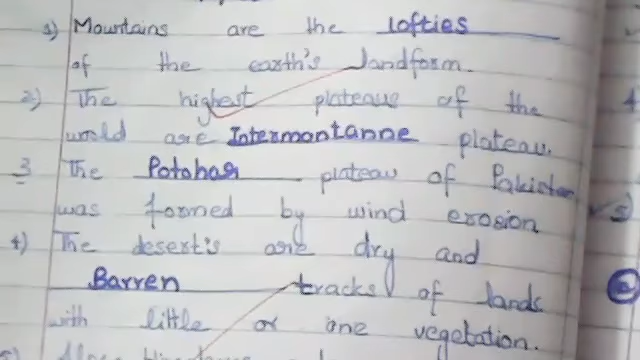 1) Mountains are the lofties
of the earth's landform.
2) The highest plateaus of the
world are Intermontanne plateau.
3 The Potohar plateau of Pakistan
was formed by wind erosion
4) The desert's are dry and
Barren tracks of lands
with little or one vegetation.
5)